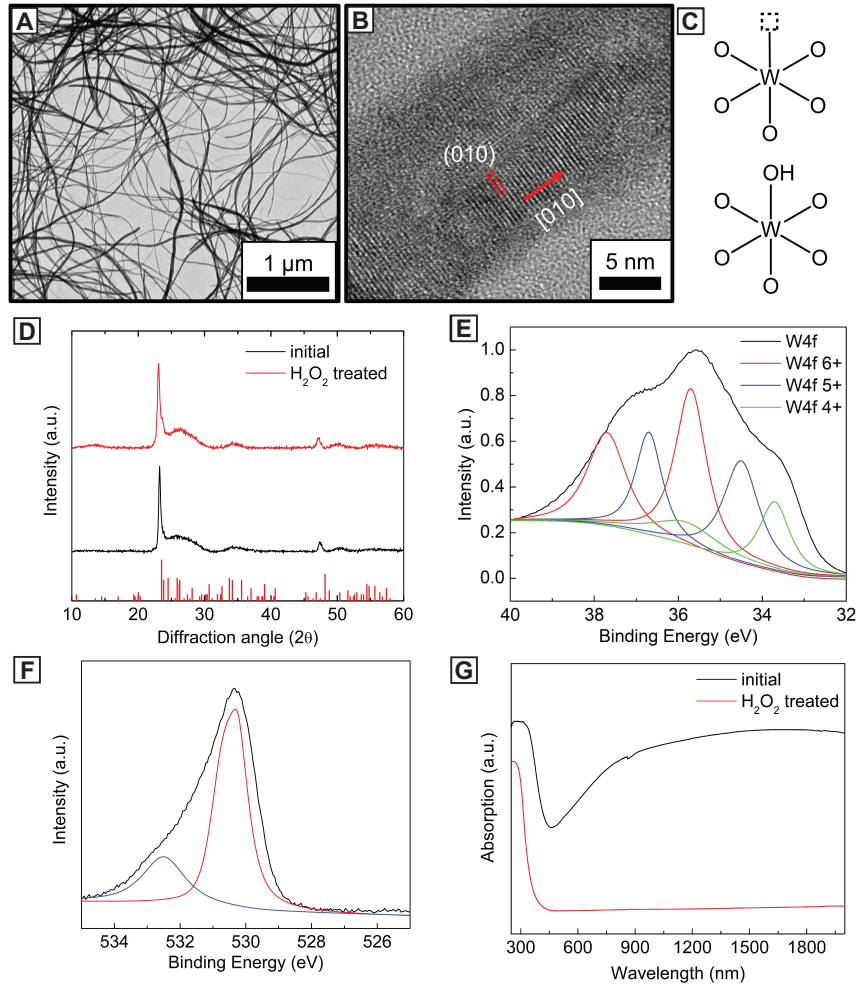 A
1 µm
B
(010)
[010]
5 nm
C
O O
W
O O
O
OH
O O
W
O O
O
D
initial
H₂O₂ treated
Intensity (a.u.)
10 20 30 40 50 60
Diffraction angle (2θ)
E
W4f
W4f 6+
W4f 5+
W4f 4+
Intensity (a.u.)
1.0
0.8
0.6
0.4
0.2
0.0
40 38 36 34 32
Binding Energy (eV)
F
Intensity (a.u.)
534 532 530 528 526
Binding Energy (eV)
G
initial
H₂O₂ treated
Absorption (a.u.)
300 600 900 1200 1500 1800
Wavelength (nm)